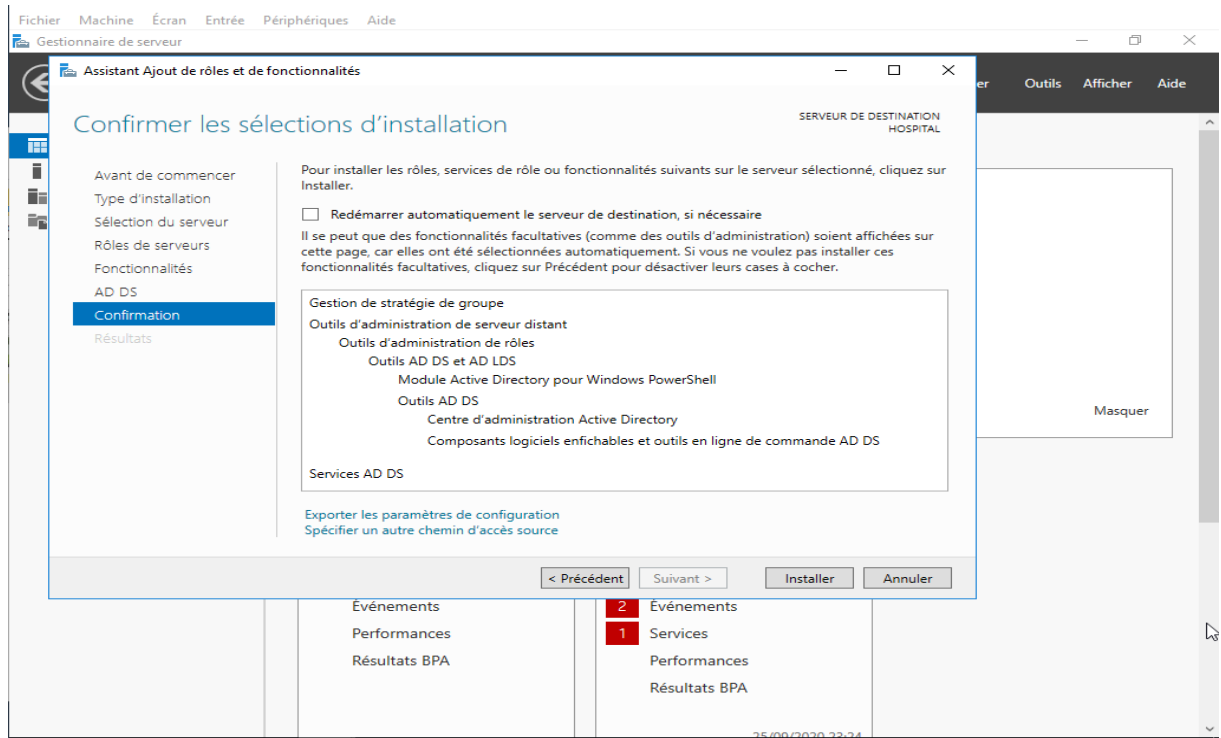 Fichier Machine Écran Entrée Périphériques Aide
Gestionnaire de serveur
Assistant Ajout de rôles et de fonctionnalités
er Outils Afficher Aide
Confirmer les sélections d'installation
SERVEUR DE DESTINATION
HOSPITAL
Avant de commencer
Type d'installation
Sélection du serveur
Rôles de serveurs
Fonctionnalités
AD DS
Confirmation
Résultats
Pour installer les rôles, services de rôle ou fonctionnalités suivants sur le serveur sélectionné, cliquez sur
Installer.
Redémarrer automatiquement le serveur de destination, si nécessaire
Il se peut que des fonctionnalités facultatives (comme des outils d'administration) soient affichées sur
cette page, car elles ont été sélectionnées automatiquement. Si vous ne voulez pas installer ces
fonctionnalités facultatives, cliquez sur Précédent pour désactiver leurs cases à cocher.
Gestion de stratégie de groupe
Outils d'administration de serveur distant
Outils d'administration de rôles
Outils AD DS et AD LDS
Module Active Directory pour Windows PowerShell
Outils AD DS
Centre d'administration Active Directory
Composants logiciels enfichables et outils en ligne de commande AD DS
Services AD DS
Masquer
Exporter les paramètres de configuration
Spécifier un autre chemin d'accès source
< Précédent Suivant > Installer Annuler
Événements
Performances
Résultats BPA
2 Événements
1 Services
Performances
Résultats BPA
25/09/2020 23:24